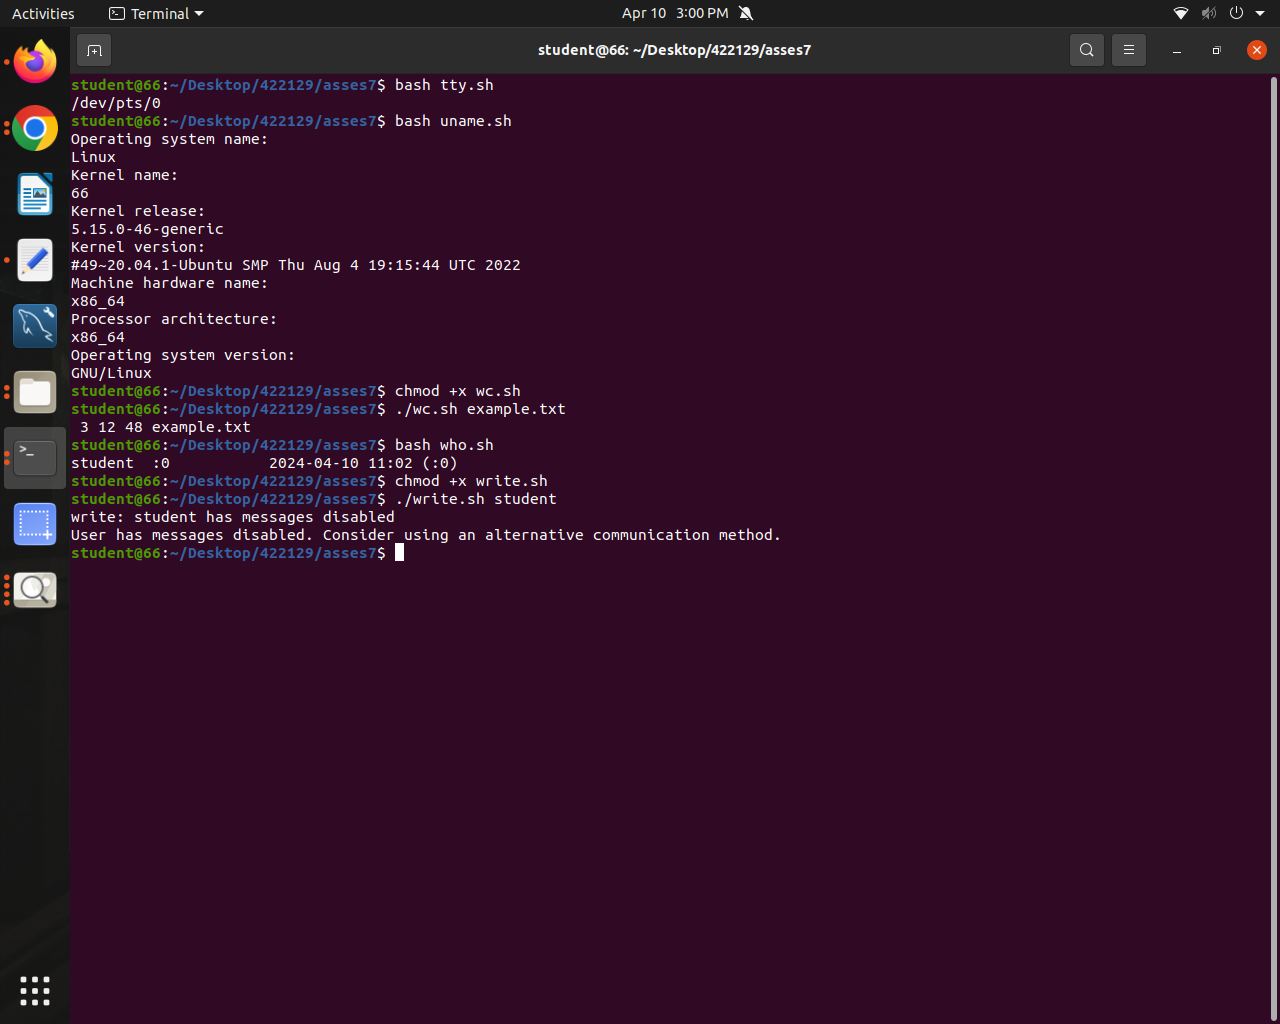 Activities
Terminal
Apr 10 3:00 PM
student@66: ~/Desktop/422129/asses7
student@66:~/Desktop/422129/asses7$ bash tty.sh
/dev/pts/0
student@66:~/Desktop/422129/asses7$ bash uname.sh
Operating system name:
Linux
Kernel name:
66
Kernel release:
5.15.0-46-generic
Kernel version:
#49~20.04.1-Ubuntu SMP Thu Aug 4 19:15:44 UTC 2022
Machine hardware name:
x86_64
Processor architecture:
x86_64
Operating system version:
GNU/Linux
student@66:~/Desktop/422129/asses7$ chmod +x wc.sh
student@66:~/Desktop/422129/asses7$ ./wc.sh example.txt
 3 12 48 example.txt
student@66:~/Desktop/422129/asses7$ bash who.sh
student  :0           2024-04-10 11:02 (:0)
student@66:~/Desktop/422129/asses7$ chmod +x write.sh
student@66:~/Desktop/422129/asses7$ ./write.sh student
write: student has messages disabled
User has messages disabled. Consider using an alternative communication method.
student@66:~/Desktop/422129/asses7$